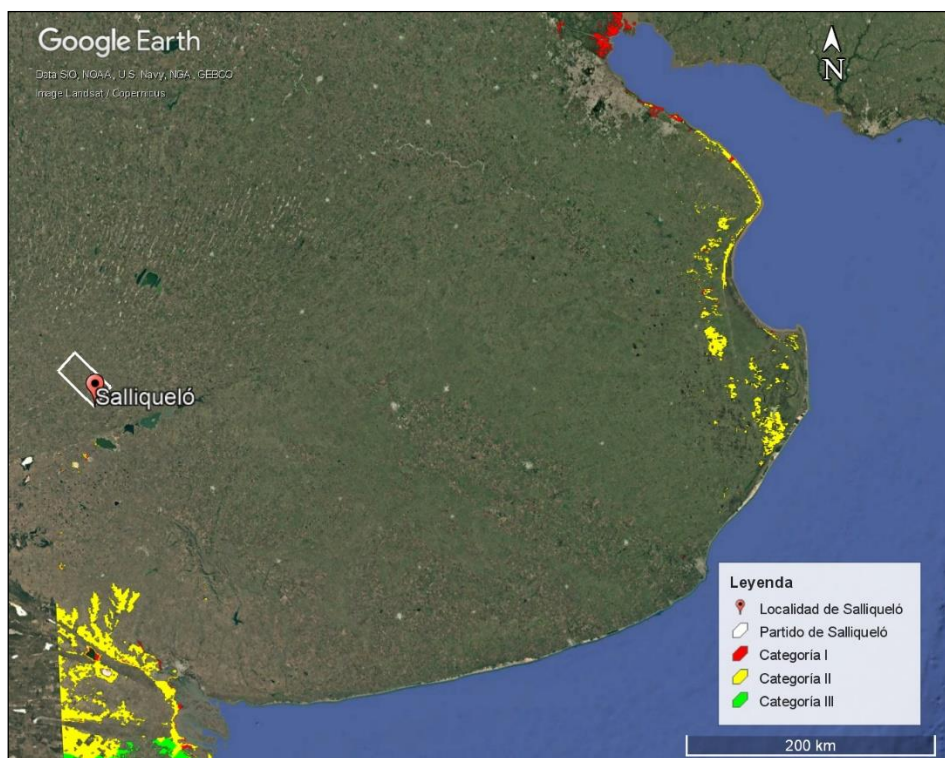 Google Earth
Data SIO, NOAA, U.S. Navy, NGA, GEBCO
Image Landsat / Copernicus
N
Salliqueló
Leyenda
Localidad de Salliqueló
Partido de Salliqueló
Categoría I
Categoría II
Categoría III
200 km